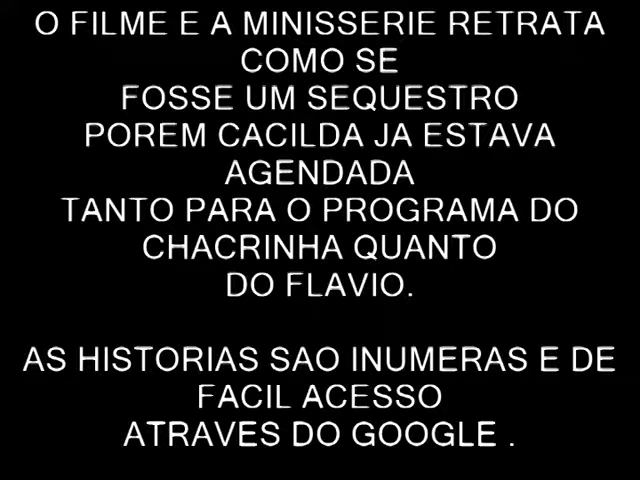 O FILME E A MINISSERIE RETRATA
COMO SE
FOSSE UM SEQUESTRO
POREM CACILDA JA ESTAVA
AGENDADA
TANTO PARA O PROGRAMA DO
CHACRINHA QUANTO
DO FLAVIO.
AS HISTORIAS SAO INUMERAS E DE
FACIL ACESSO
ATRAVES DO GOOGLE .